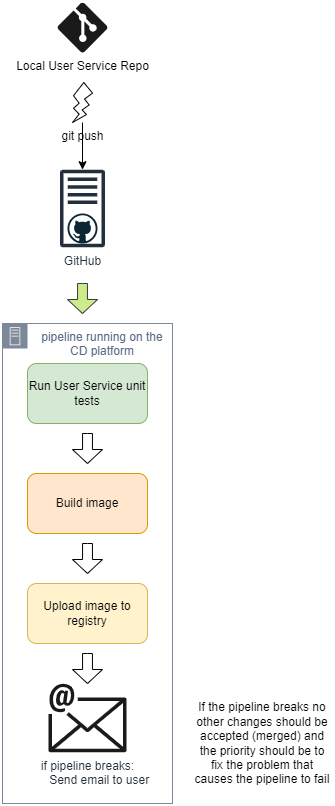 Local User Service Repo
git push
GitHub
pipeline running on the
CD platform
Run User Service unit
tests
Build image
Upload image to
registry
@
if pipeline breaks:
Send email to user
If the pipeline breaks no
other changes should be
accepted (merged) and
the priority should be to
fix the problem that
causes the pipeline to fail